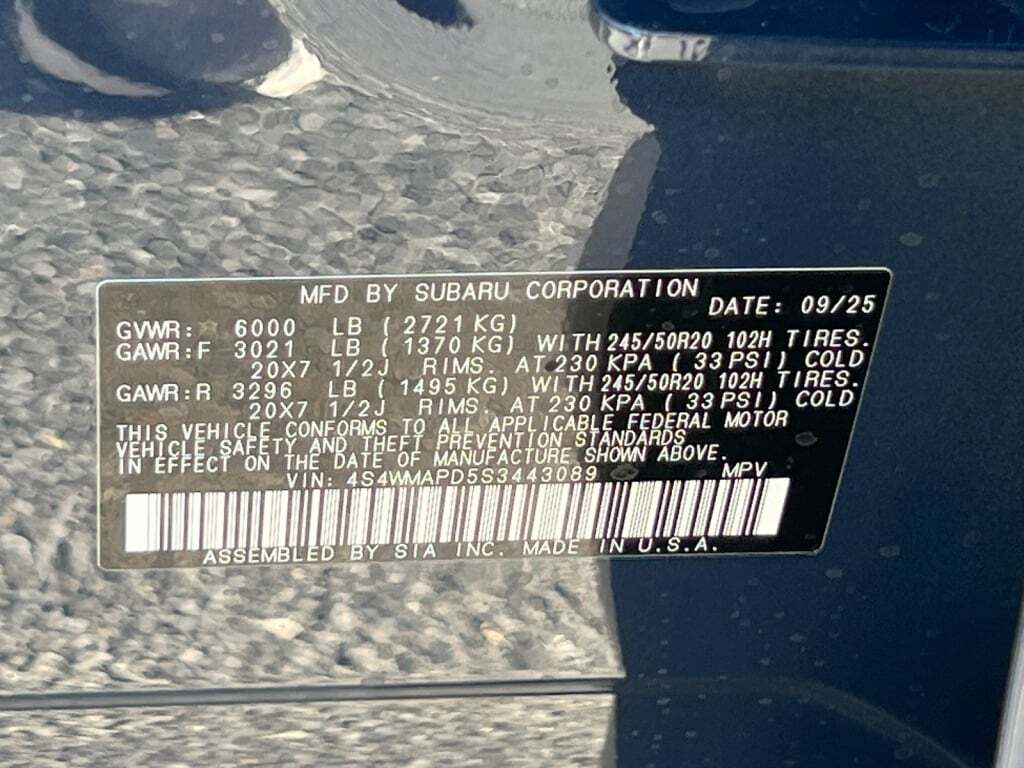 MFD BY SUBARU CORPORATION DATE: 09/25
GVWR: 6000 LB ( 2721 KG)
GAWR:F 3021 LB ( 1370 KG) WITH 245/50R20 102H TIRES.
20X7 1/2J RIMS. AT 230 KPA ( 33 PSI) COLD
GAWR:R 3296 LB ( 1495 KG) WITH 245/50R20 102H TIRES.
20X7 1/2J RIMS. AT 230 KPA ( 33 PSI) COLD
THIS VEHICLE CONFORMS TO ALL APPLICABLE FEDERAL MOTOR
VEHICLE SAFETY AND THEFT PREVENTION STANDARDS
IN EFFECT ON THE DATE OF MANUFACTURE SHOWN ABOVE.
VIN: 4S4WMAPD5S3443089 MPV
ASSEMBLED BY SIA INC. MADE IN U.S.A.